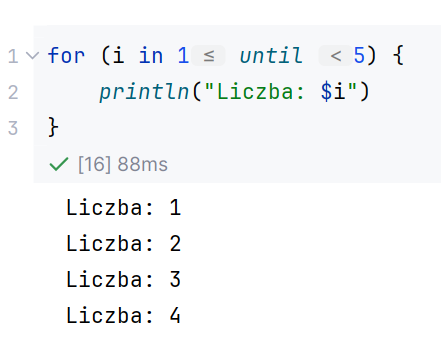 1 for (i in 1 ≤ until < 5) {
2 println("Liczba: $i")
3 }
[16] 88ms
Liczba: 1
Liczba: 2
Liczba: 3
Liczba: 4